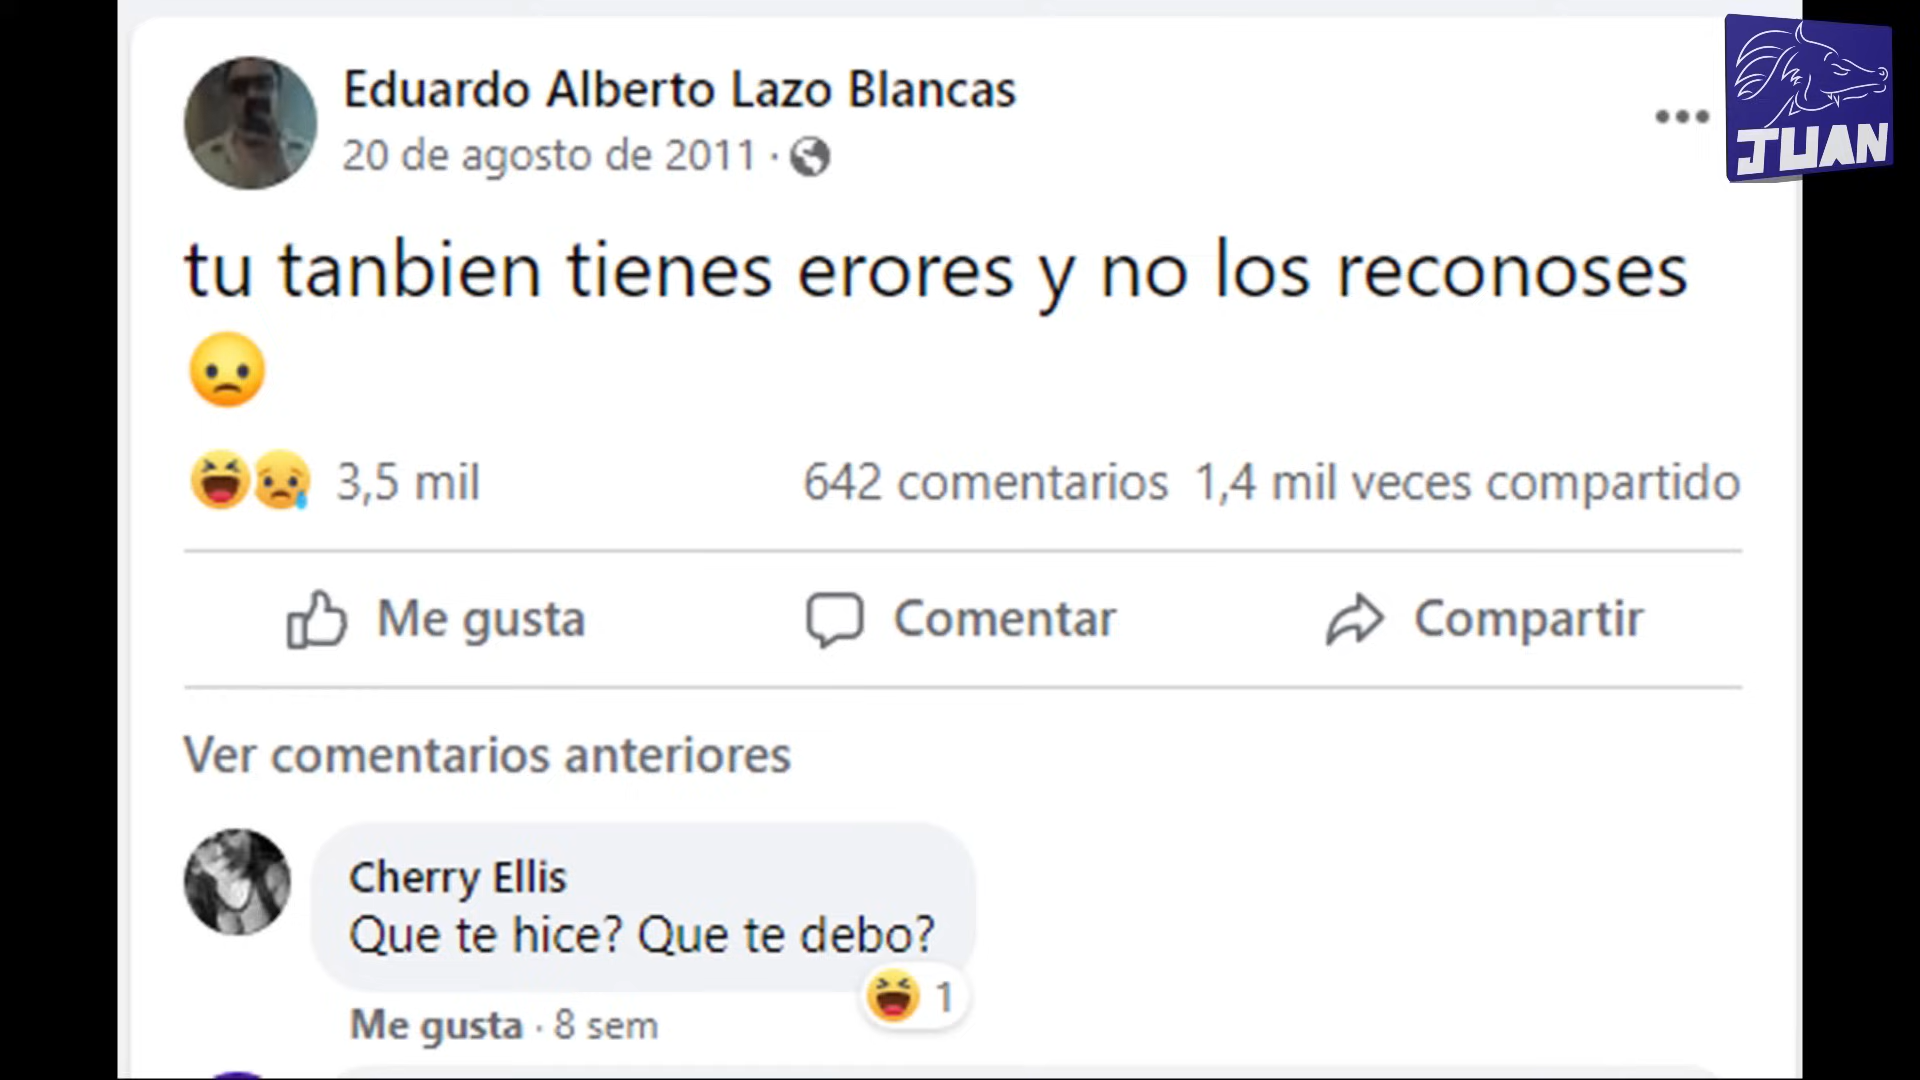 Eduardo Alberto Lazo Blancas
20 de agosto de 2011 ·
JUAN
tu tanbien tienes erores y no los reconoses
3,5 mil 642 comentarios 1,4 mil veces compartido
Me gusta Comentar Compartir
Ver comentarios anteriores
Cherry Ellis
Que te hice? Que te debo?
1
Me gusta · 8 sem